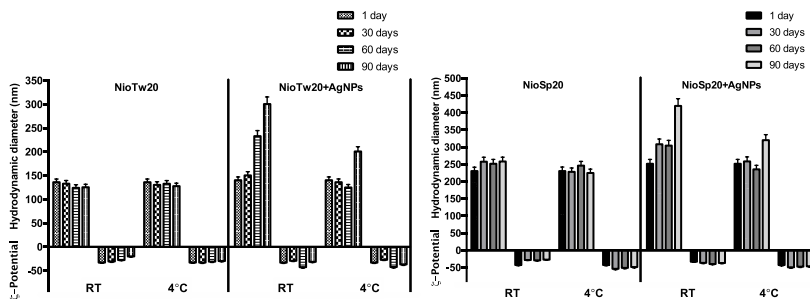 1 day
30 days
60 days
90 days
NioTw20
NioTw20+AgNPs
Hydrodynamic diameter (nm)
ζ-Potential
350
300
250
200
150
100
50
0
-50
RT
4°C
RT
4°C
1 day
30 days
60 days
90 days
NioSp20
NioSp20+AgNPs
Hydrodynamic diameter (nm)
ζ-Potential
500
450
400
350
300
250
200
150
100
50
0
-50
RT
4°C
RT
4°C